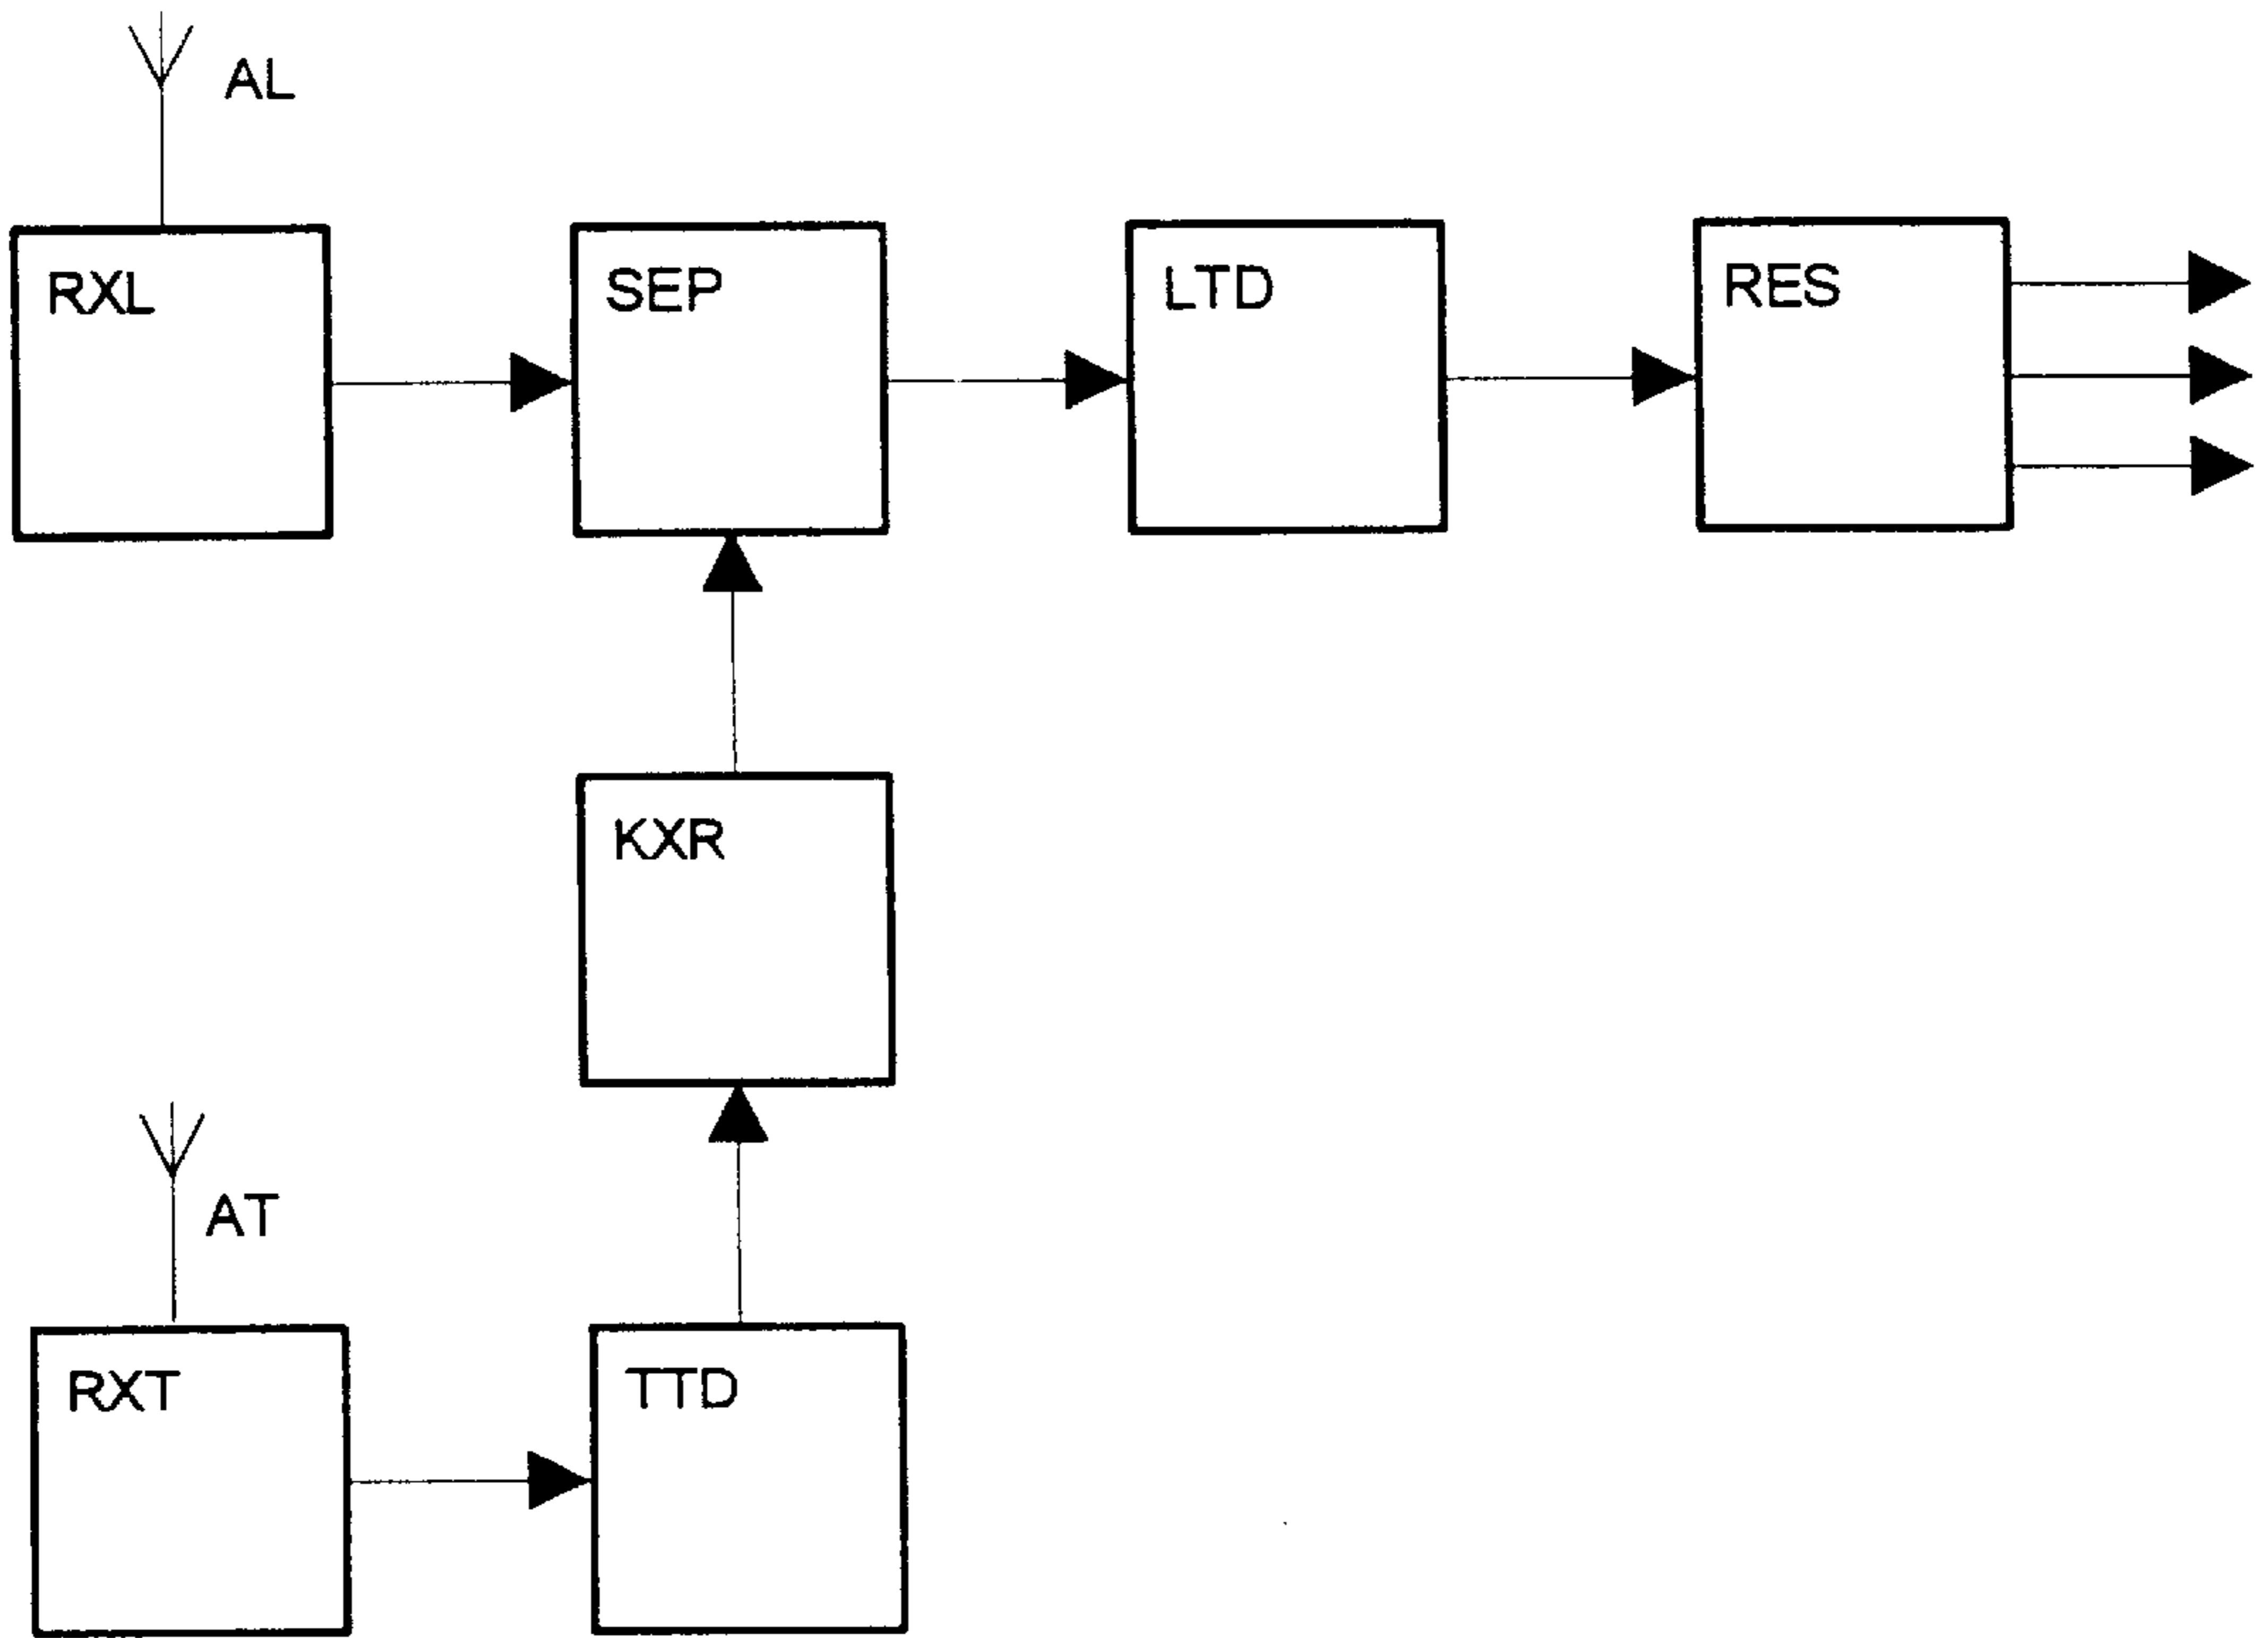 AL
RXL
SEP
LTD
RES
KXR
AT
RXT
TTD